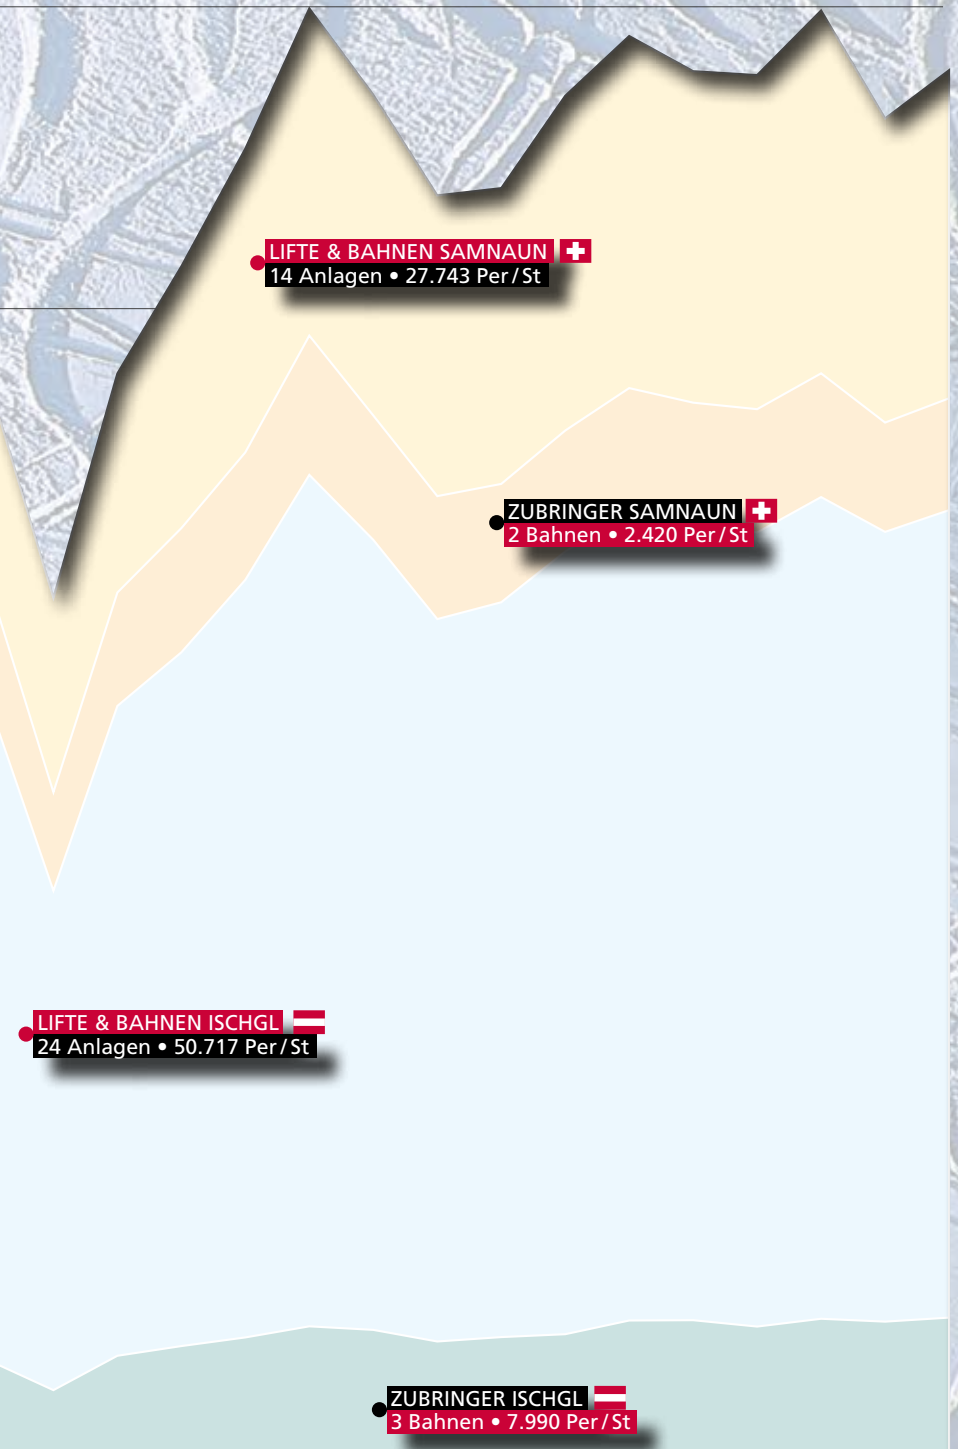 LIFTE & BAHNEN SAMNAUN
14 Anlagen • 27.743 Per/St
ZUBRINGER SAMNAUN
2 Bahnen • 2.420 Per/St
LIFTE & BAHNEN ISCHGL
24 Anlagen • 50.717 Per/St
ZUBRINGER ISCHGL
3 Bahnen • 7.990 Per/St